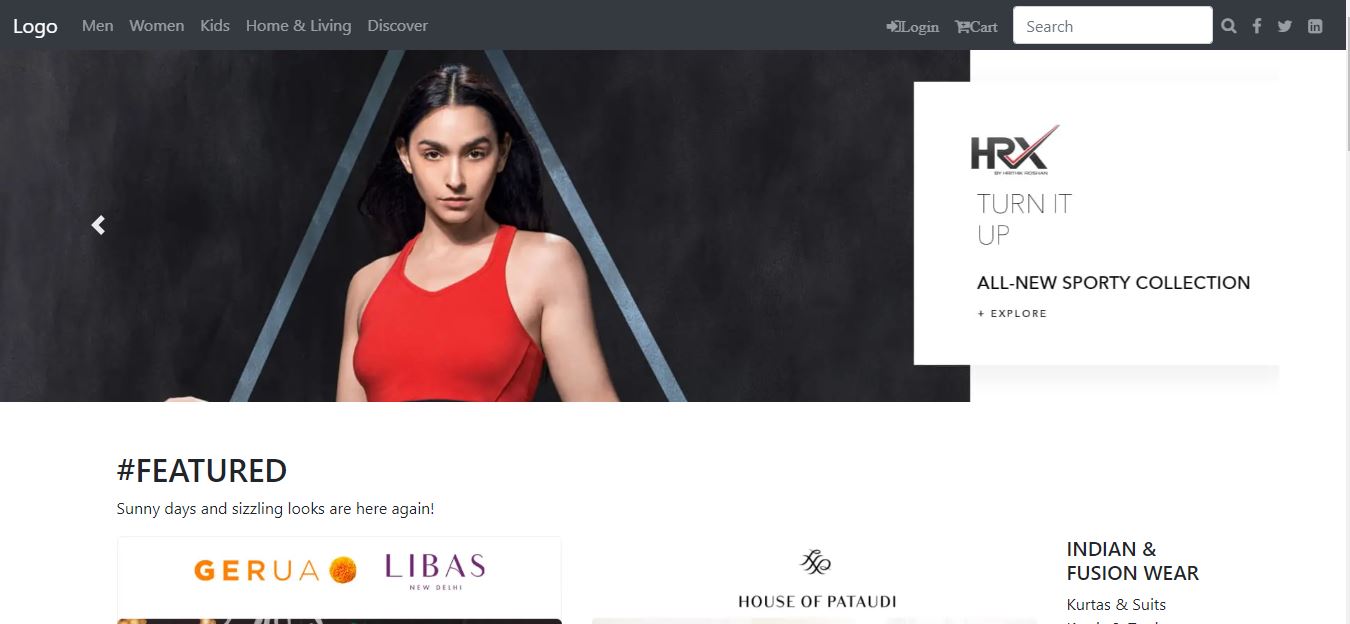 Logo Men Women Kids Home & Living Discover Login Cart Search
HRX
BY HRITHIK ROSHAN
TURN IT
UP
ALL-NEW SPORTY COLLECTION
+ EXPLORE
#FEATURED
Sunny days and sizzling looks are here again!
GERUA LIBAS
NEW DELHI
HOUSE OF PATAUDI
INDIAN &
FUSION WEAR
Kurtas & Suits